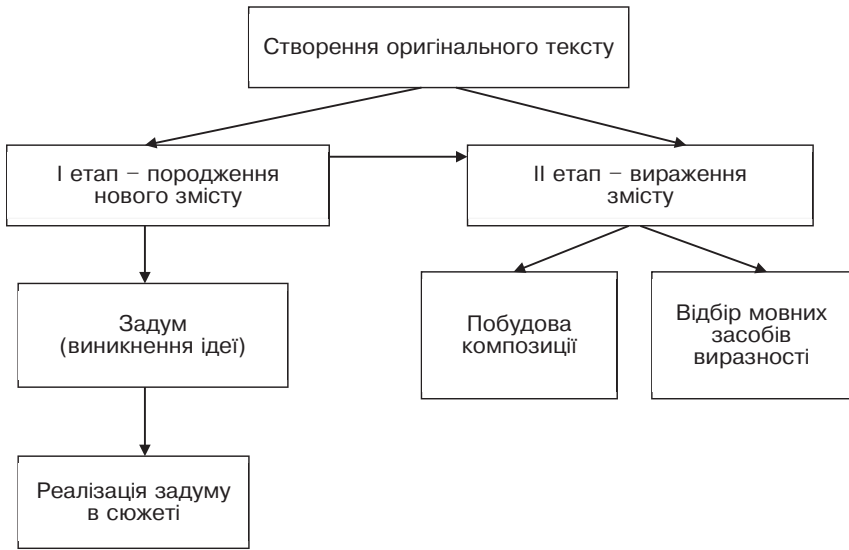 Створення оригінального тексту
І етап – породження
нового змісту
ІІ етап – вираження
змісту
Задум
(виникнення ідеї)
Побудова
композиції
Відбір мовних
засобів
виразності
Реалізація задуму
в сюжеті